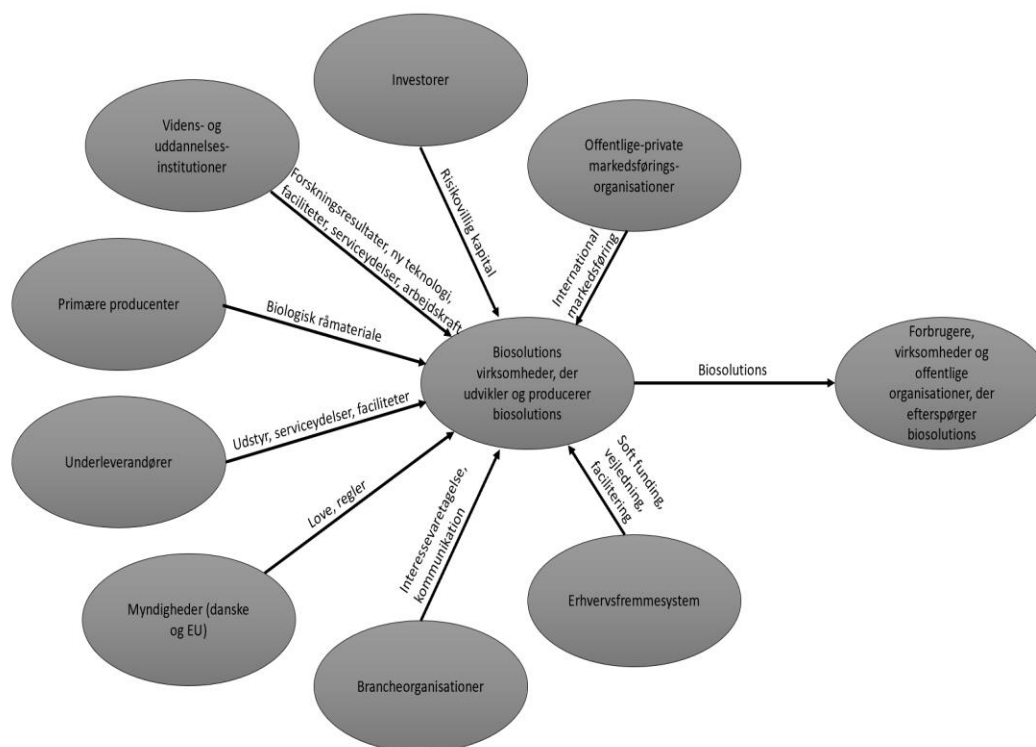 Investorer
Videns- og
uddannelses-
institutioner
Offentlige-private
markedsførings-
organisationer
Forskningsresultater, ny teknologi,
faciliteter, serviceydelser, arbejdskraft
Risikovillig kapital
International
markedsføring
Primære producenter
Biologisk råmateriale
Biosolutions
virksomheder, der
udvikler og producerer
biosolutions
Biosolutions
Forbrugere,
virksomheder og
offentlige
organisationer, der
efterspørger
biosolutions
Underleverandører
Udstyr, serviceydelser, faciliteter
Love, regler
Interessevaretagelse,
kommunikation
Soft funding,
vejledning,
facilitering
Myndigheder (danske
og EU)
Brancheorganisationer
Erhvervsfremmesystem